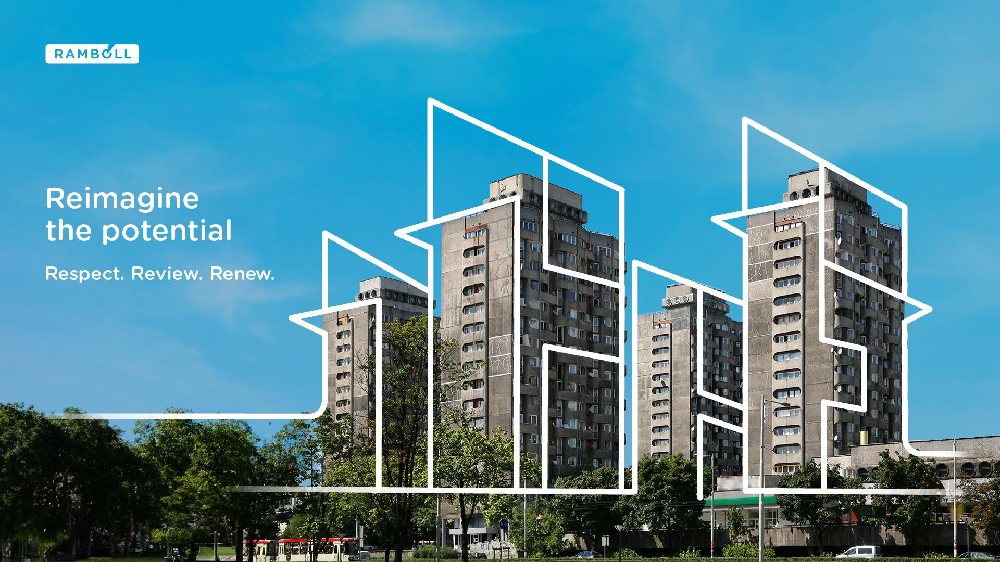 RAMBOLL
Reimagine
the potential
Respect. Review. Renew.